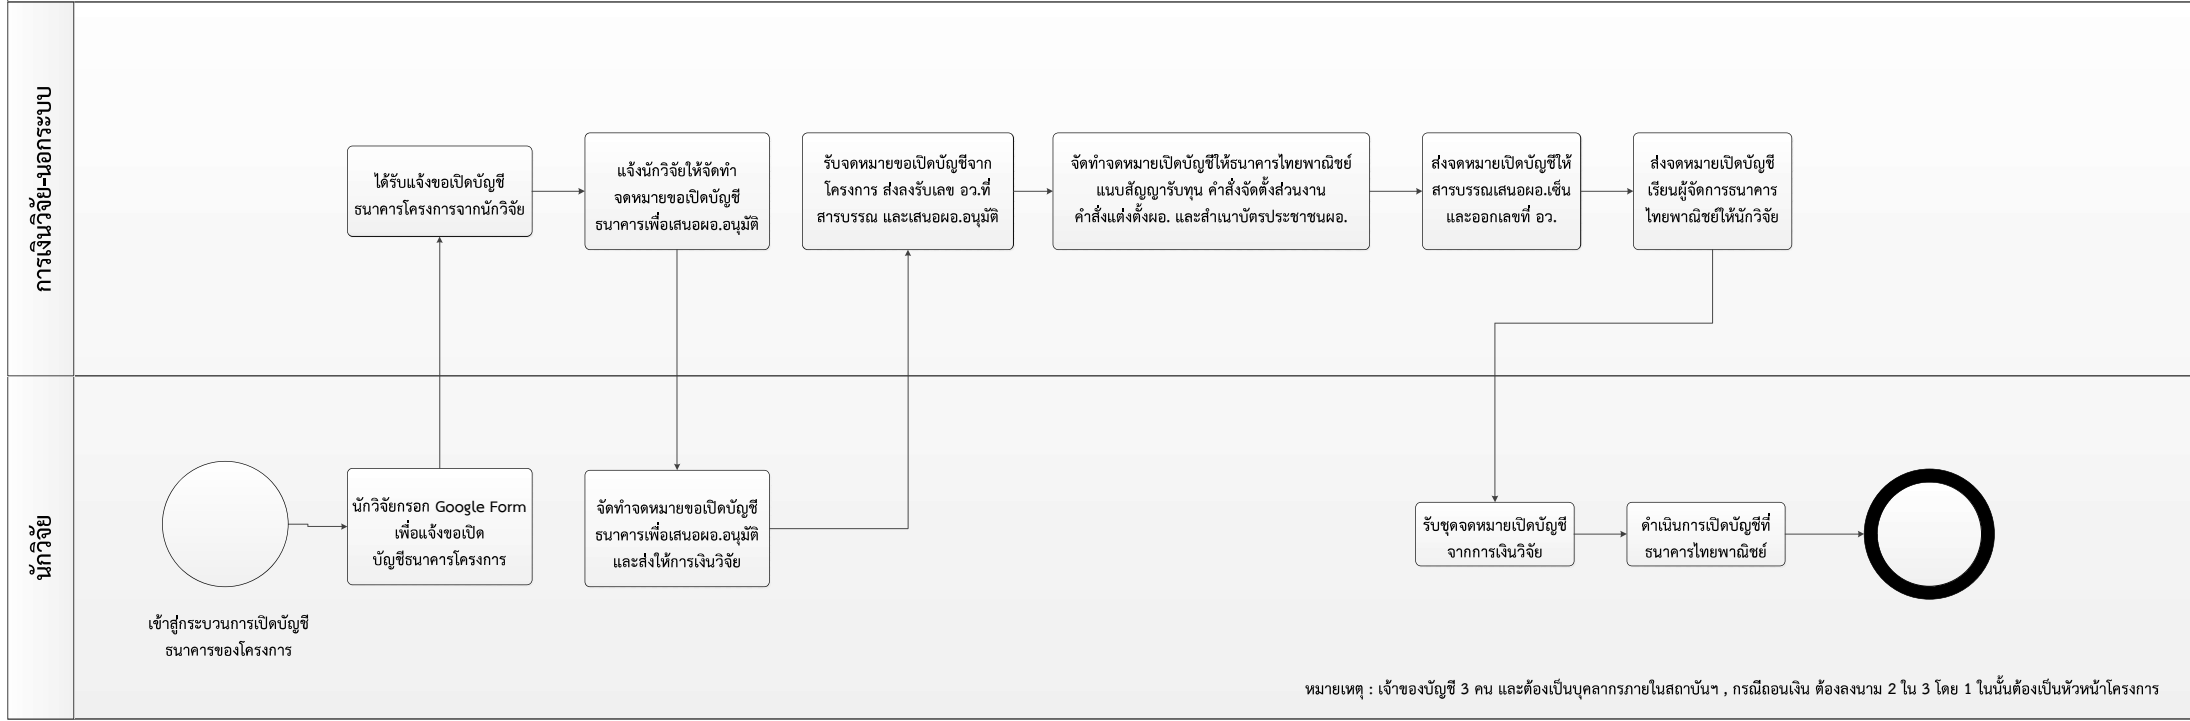 การเงินวิจัย-นอกระบบ
ได้รับแจ้งขอเปิดบัญชี
ธนาคารโครงการจากนักวิจัย
แจ้งนักวิจัยให้จัดทำ
จดหมายขอเปิดบัญชี
ธนาคารเพื่อเสนอผอ.อนุมัติ
รับจดหมายขอเปิดบัญชีจาก
โครงการ ส่งลงรับเลข อว.ที่
สารบรรณ และเสนอผอ.อนุมัติ
จัดทำจดหมายเปิดบัญชีให้ธนาคารไทยพาณิชย์
แนบสัญญารับทุน คำสั่งจัดตั้งส่วนงาน
คำสั่งแต่งตั้งผอ. และสำเนาบัตรประชาชนผอ.
ส่งจดหมายเปิดบัญชีให้
สารบรรณเสนอผอ.เซ็น
และออกเลขที่ อว.
ส่งจดหมายเปิดบัญชี
เรียนผู้จัดการธนาคาร
ไทยพาณิชย์ให้นักวิจัย
นักวิจัย
เข้าสู่กระบวนการเปิดบัญชี
ธนาคารของโครงการ
นักวิจัยกรอก Google Form
เพื่อแจ้งขอเปิด
บัญชีธนาคารโครงการ
จัดทำจดหมายขอเปิดบัญชี
ธนาคารเพื่อเสนอผอ.อนุมัติ
และส่งให้การเงินวิจัย
รับชุดจดหมายเปิดบัญชี
จากการเงินวิจัย
ดำเนินการเปิดบัญชีที่
ธนาคารไทยพาณิชย์
หมายเหตุ : เจ้าของบัญชี 3 คน และต้องเป็นบุคลากรภายในสถาบันฯ , กรณีถอนเงิน ต้องลงนาม 2 ใน 3 โดย 1 ในนั้นต้องเป็นหัวหน้าโครงการ